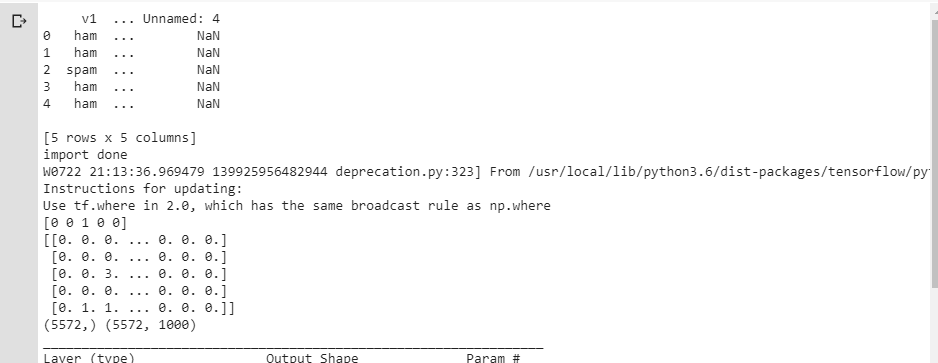 v1 ... Unnamed: 4
0 ham ... NaN
1 ham ... NaN
2 spam ... NaN
3 ham ... NaN
4 ham ... NaN
[5 rows x 5 columns]
import done
W0722 21:13:36.969479 139925956482944 deprecation.py:323] From /usr/local/lib/python3.6/dist-packages/tensorflow/py
Instructions for updating:
Use tf.where in 2.0, which has the same broadcast rule as np.where
[0 0 1 0 0]
[[0. 0. 0. ... 0. 0. 0.]
[0. 0. 0. ... 0. 0. 0.]
[0. 0. 3. ... 0. 0. 0.]
[0. 0. 0. ... 0. 0. 0.]
[0. 1. 1. ... 0. 0. 0.]]
(5572,) (5572, 1000)
Layer (type) Output Shape Param #